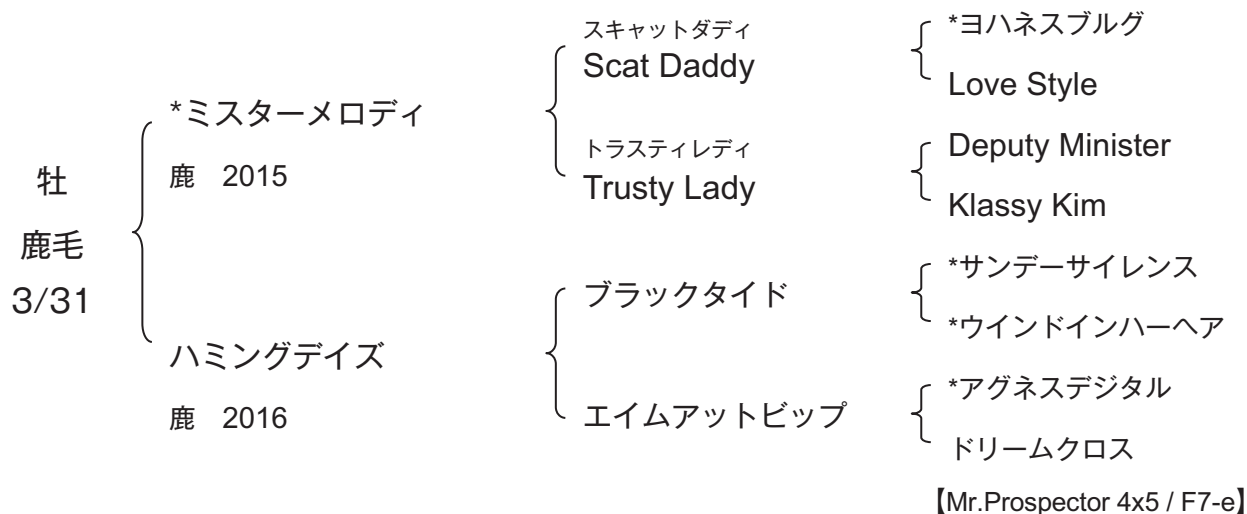 牡
鹿毛
3/31
*ミスターメロディ
鹿 2015
ハミングデイズ
鹿 2016
スキャットダディ
Scat Daddy
トラスティレディ
Trusty Lady
ブラックタイド
エイムアットビップ
*ヨハネスブルグ
Love Style
Deputy Minister
Klassy Kim
*サンデーサイレンス
*ウインドインハーヘア
*アグネスデジタル
ドリームクロス
【Mr.Prospector 4x5 / F7-e】